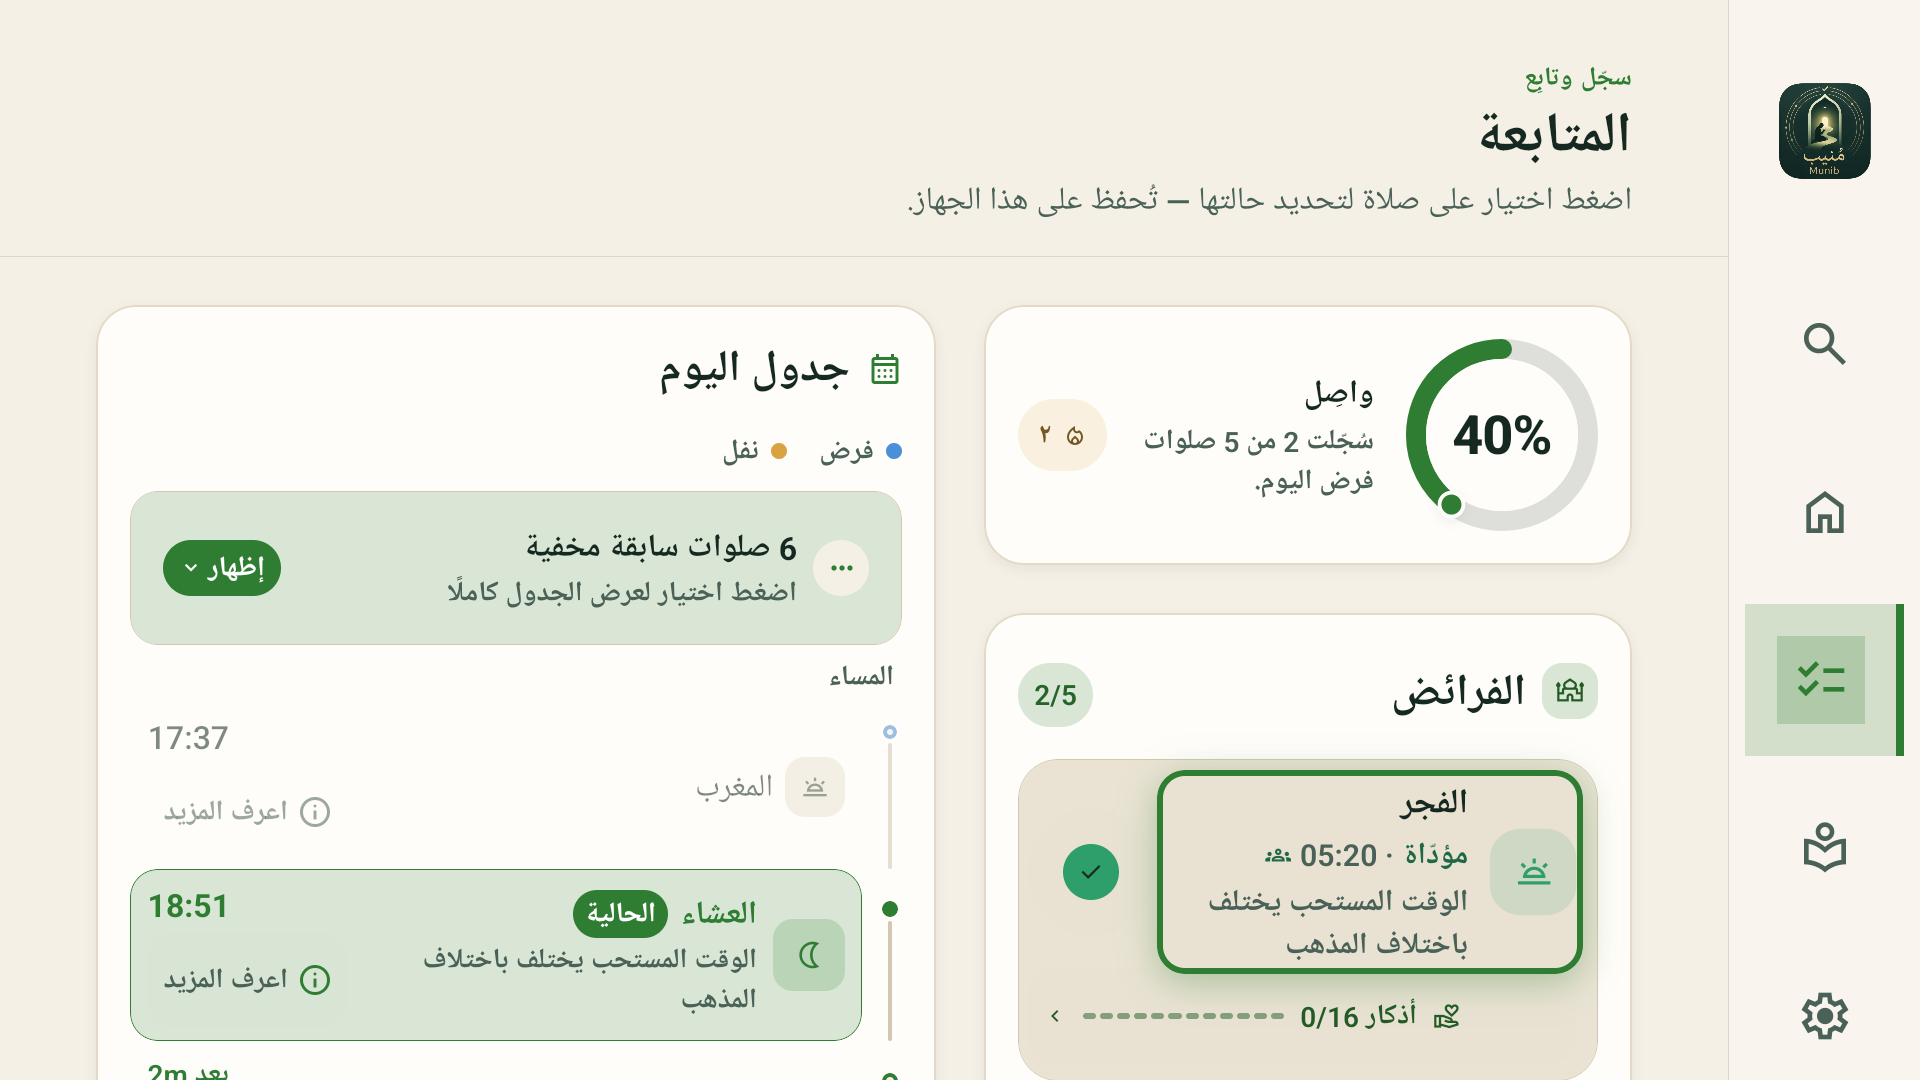 مُنيب
Munib
سجّل وتابِع
المتابعة
اضغط اختيار على صلاة لتحديد حالتها — تُحفظ على هذا الجهاز.
40%
واصِل
سُجّلت 2 من 5 صلوات
فرض اليوم.
٢
الفرائض
2/5
الفجر
مؤدّاة · 05:20
الوقت المستحب يختلف
باختلاف المذهب
أذكار 0/16
جدول اليوم
فرض
نفل
6 صلوات سابقة مخفية
اضغط اختيار لعرض الجدول كاملًا
إظهار
المساء
17:37
المغرب
اعرف المزيد
18:51
العشاء
الحالية
الوقت المستحب يختلف باختلاف
المذهب
اعرف المزيد
بعد 2m